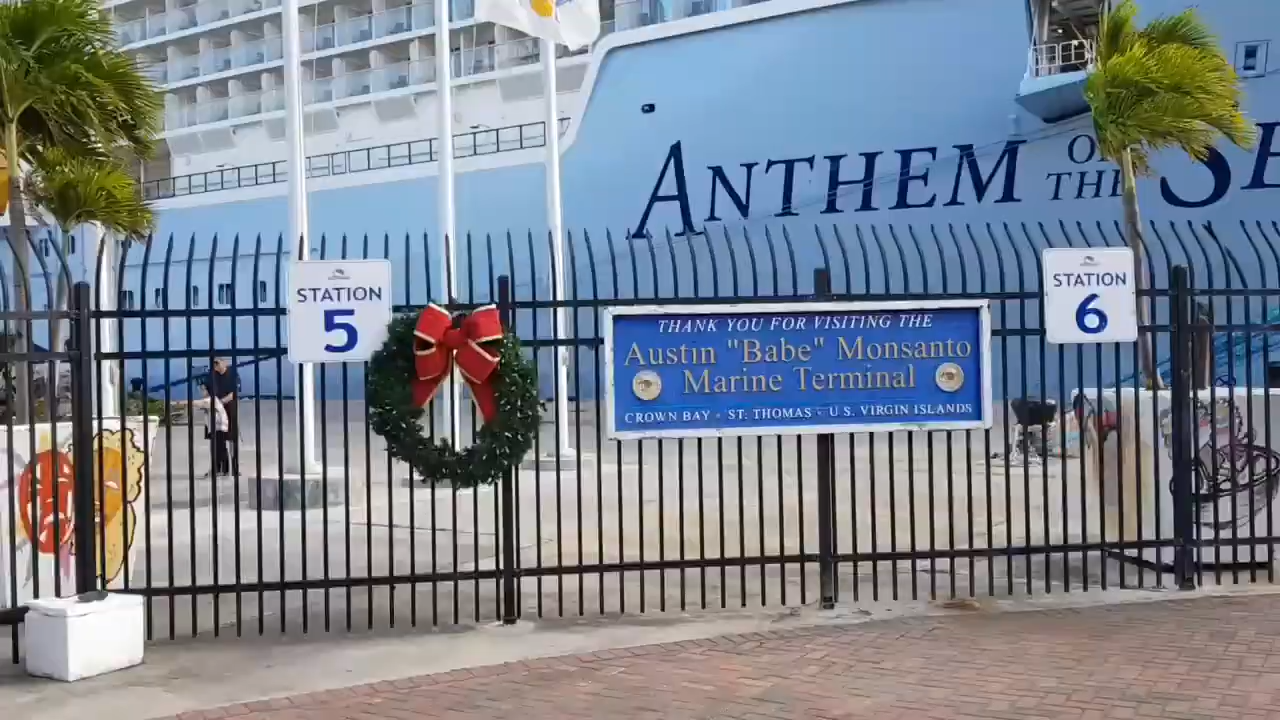 ANTHEM OF
THE SE
STATION
5
THANK YOU FOR VISITING THE
Austin "Babe" Monsanto
Marine Terminal
CROWN BAY • ST. THOMAS • U.S. VIRGIN ISLANDS
STATION
6